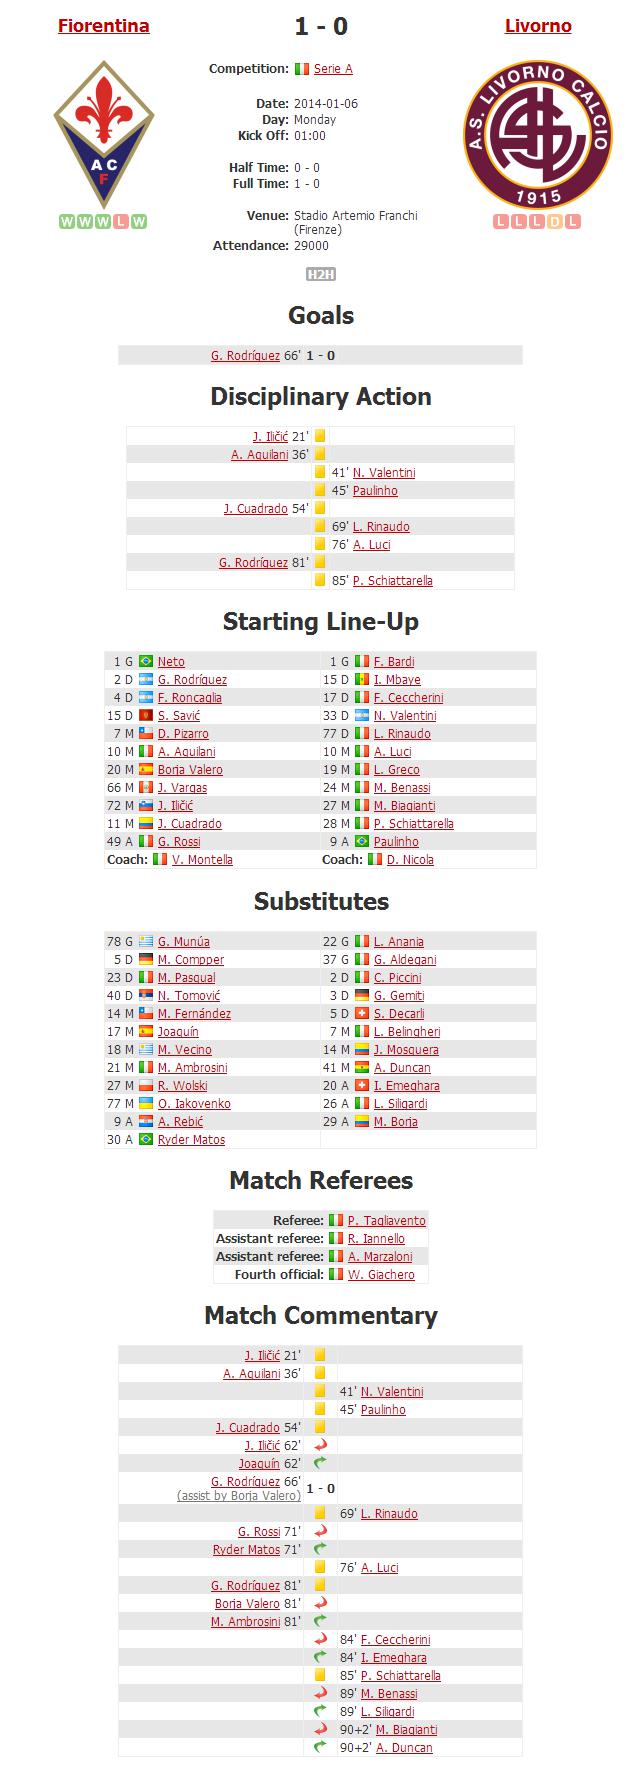 Fiorentina 1 - 0 Livorno
Competition: Serie A
A.S. LIVORNO CALCIO
1915
A C
F
Date: 2014-01-06
Day: Monday
Kick Off: 01:00
Half Time: 0 - 0
Full Time: 1 - 0
Venue: Stadio Artemio Franchi
(Firenze)
Attendance: 29000
W W W L W
L L L D L
H2H
Goals
G. Rodríguez 66' 1 - 0
Disciplinary Action
J. Iličić 21'
A. Aquilani 36'
41' N. Valentini
45' Paulinho
J. Cuadrado 54'
69' L. Rinaudo
76' A. Luci
G. Rodríguez 81'
85' P. Schiattarella
Starting Line-Up
1 G Neto 1 G F. Bardi
2 D G. Rodríguez 15 D I. Mbaye
4 D F. Roncaglia 17 D F. Ceccherini
15 D S. Savić 33 D N. Valentini
7 M D. Pizarro 77 D L. Rinaudo
10 M A. Aquilani 10 M A. Luci
20 M Borja Valero 19 M L. Greco
66 M J. Vargas 24 M M. Benassi
72 M J. Iličić 27 M M. Biagianti
11 M J. Cuadrado 28 M P. Schiattarella
49 A G. Rossi 9 A Paulinho
Coach: V. Montella Coach: D. Nicola
Substitutes
78 G G. Munúa 22 G L. Anania
5 D M. Compper 37 G G. Aldegani
23 D M. Pasqual 2 D C. Piccini
40 D N. Tomović 3 D G. Gemiti
14 M M. Fernández 5 D S. Decarli
17 M Joaquín 7 M L. Belingheri
18 M M. Vecino 14 M J. Mosquera
21 M M. Ambrosini 41 M A. Duncan
27 M R. Wolski 20 A I. Emeghara
77 M O. Iakovenko 26 A L. Siligardi
9 A A. Rebić 29 A M. Borja
30 A Ryder Matos
Match Referees
Referee: P. Tagliavento
Assistant referee: R. Iannello
Assistant referee: A. Marzaloni
Fourth official: W. Giachero
Match Commentary
J. Iličić 21'
A. Aquilani 36'
41' N. Valentini
45' Paulinho
J. Cuadrado 54'
J. Iličić 62'
Joaquín 62'
G. Rodríguez 66' 1 - 0
(assist by Borja Valero)
69' L. Rinaudo
G. Rossi 71'
Ryder Matos 71'
76' A. Luci
G. Rodríguez 81'
Borja Valero 81'
M. Ambrosini 81'
84' F. Ceccherini
84' I. Emeghara
85' P. Schiattarella
89' M. Benassi
89' L. Siligardi
90+2' M. Biagianti
90+2' A. Duncan